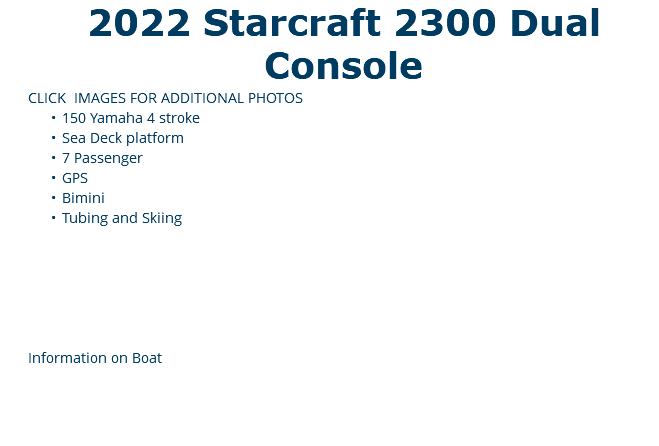 2022 Starcraft 2300 Dual
Console
CLICK  IMAGES FOR ADDITIONAL PHOTOS
• 150 Yamaha 4 stroke
• Sea Deck platform
• 7 Passenger
• GPS
• Bimini
• Tubing and Skiing
Information on Boat